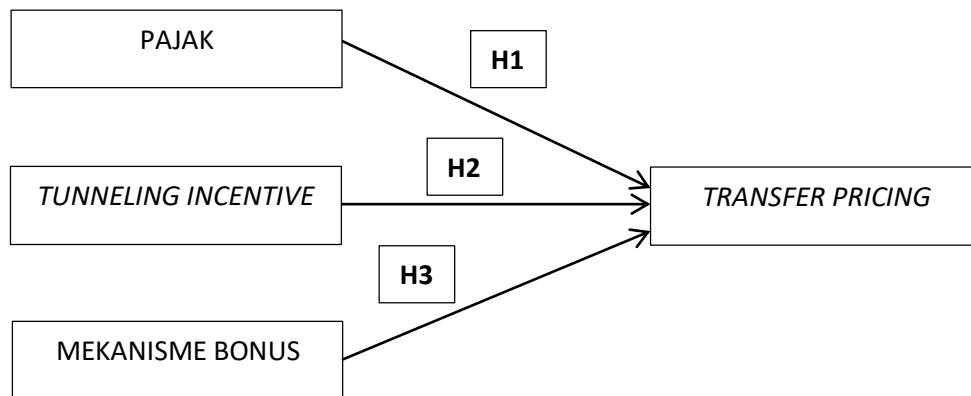 PAJAK
H1
H2
TUNNELING INCENTIVE
TRANSFER PRICING
H3
MEKANISME BONUS